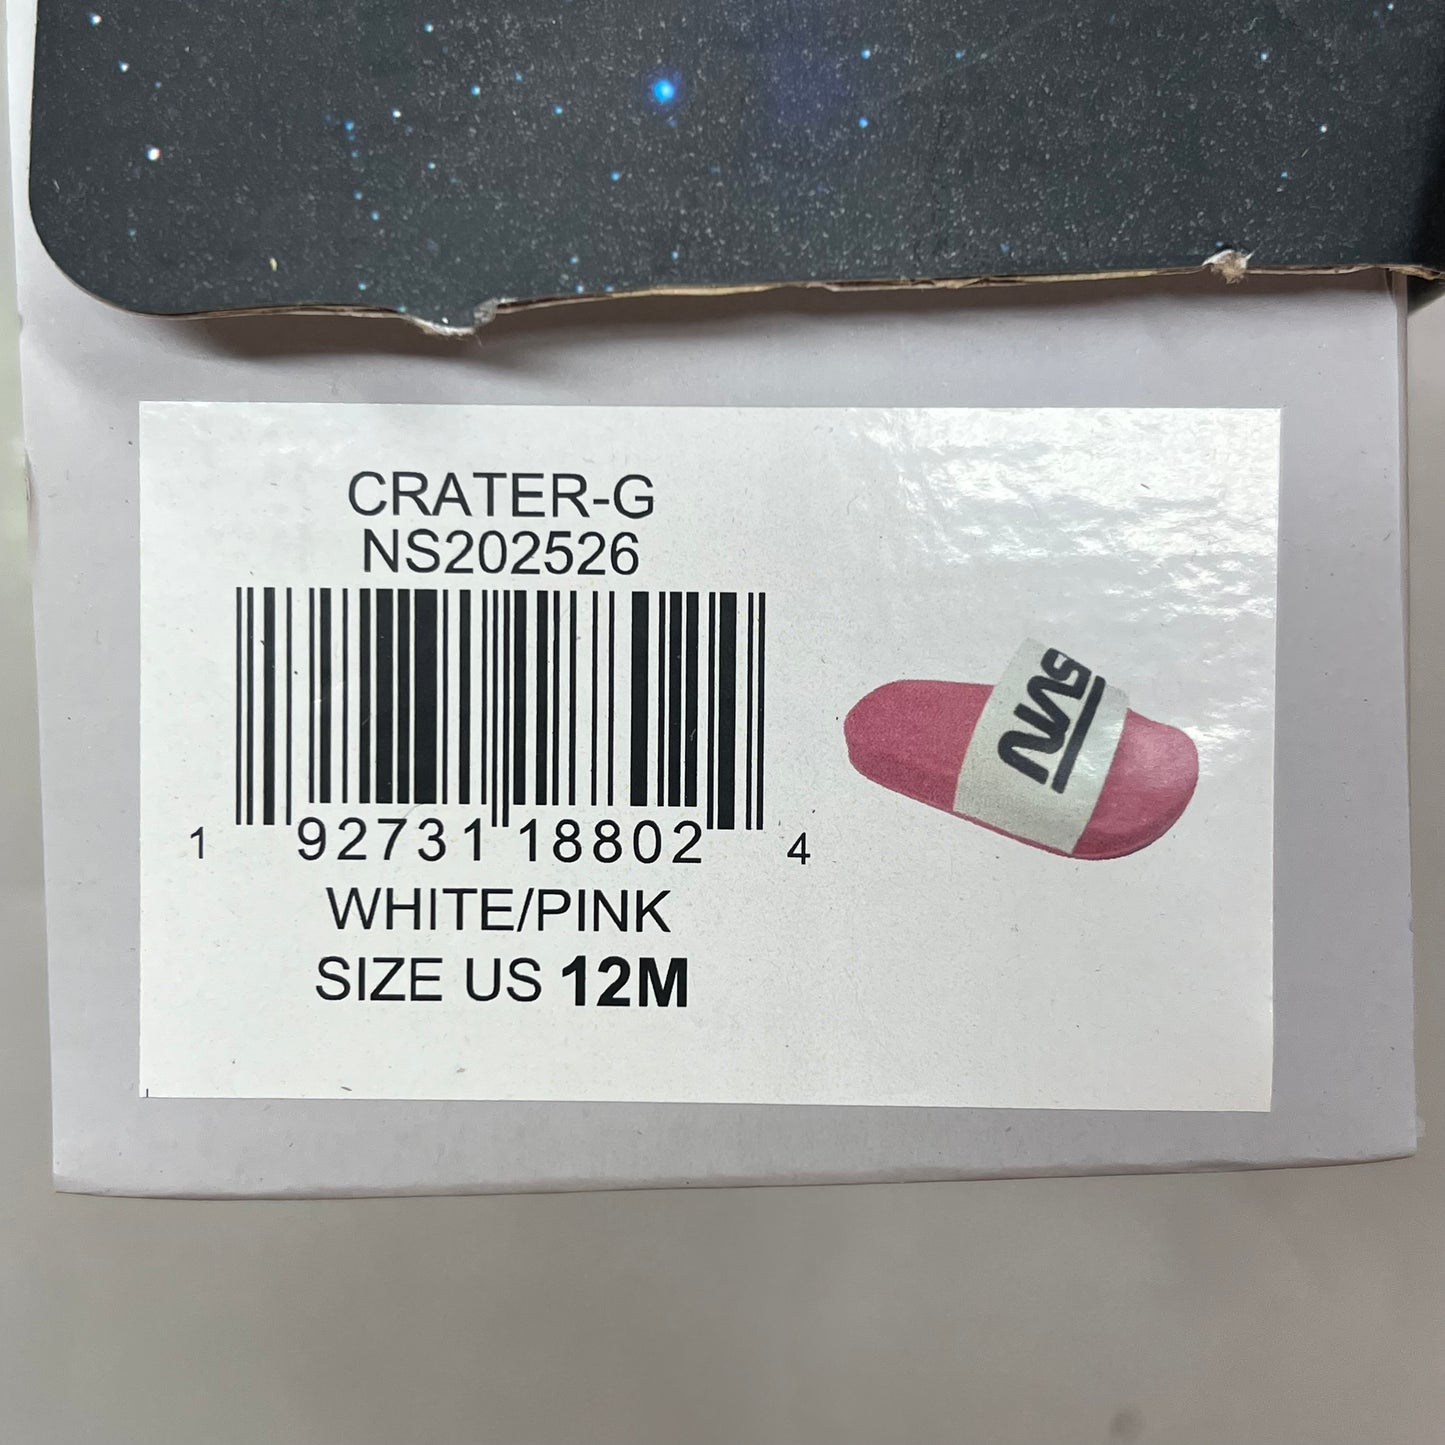 CRATER-G
NS202526
1 92731 18802 4
WHITE/PINK
SIZE US 12M